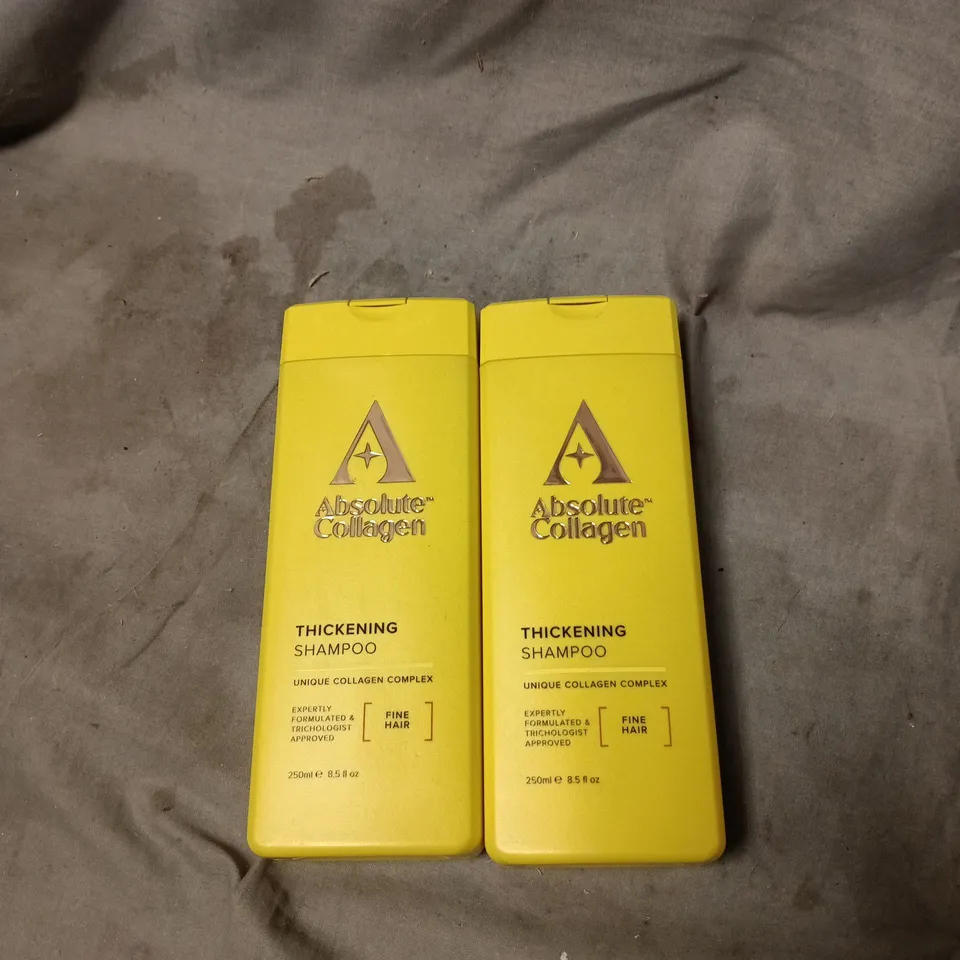 Absolute™
Collagen
THICKENING
SHAMPOO
UNIQUE COLLAGEN COMPLEX
EXPERTLY
FORMULATED &
TRICHOLOGIST
APPROVED
FINE
HAIR
250ml ℮ 8.5 fl oz
Absolute™
Collagen
THICKENING
SHAMPOO
UNIQUE COLLAGEN COMPLEX
EXPERTLY
FORMULATED &
TRICHOLOGIST
APPROVED
FINE
HAIR
250ml ℮ 8.5 fl oz